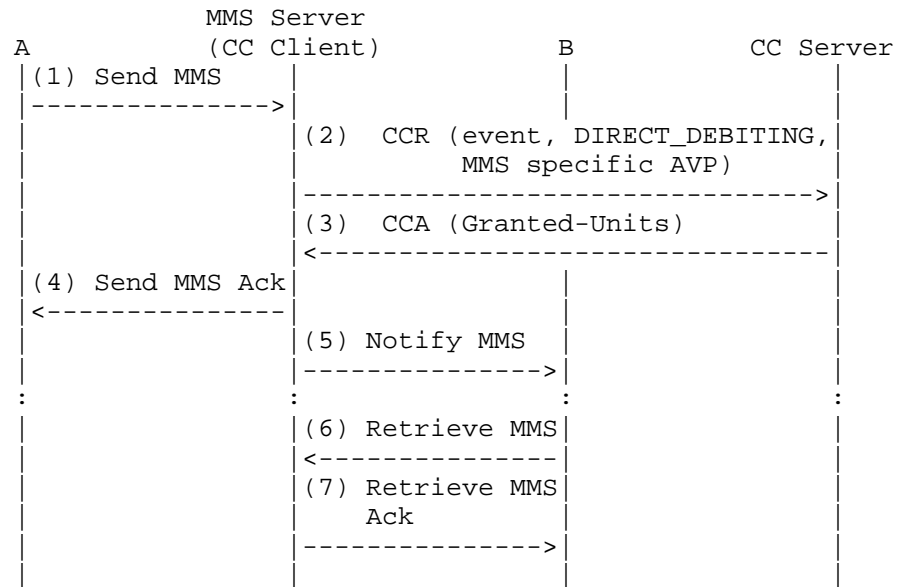 MMS Server
A (CC Client) B CC Server
(1) Send MMS
(2) CCR (event, DIRECT_DEBITING,
MMS specific AVP)
(3) CCA (Granted-Units)
(4) Send MMS Ack
(5) Notify MMS
(6) Retrieve MMS
(7) Retrieve MMS
Ack